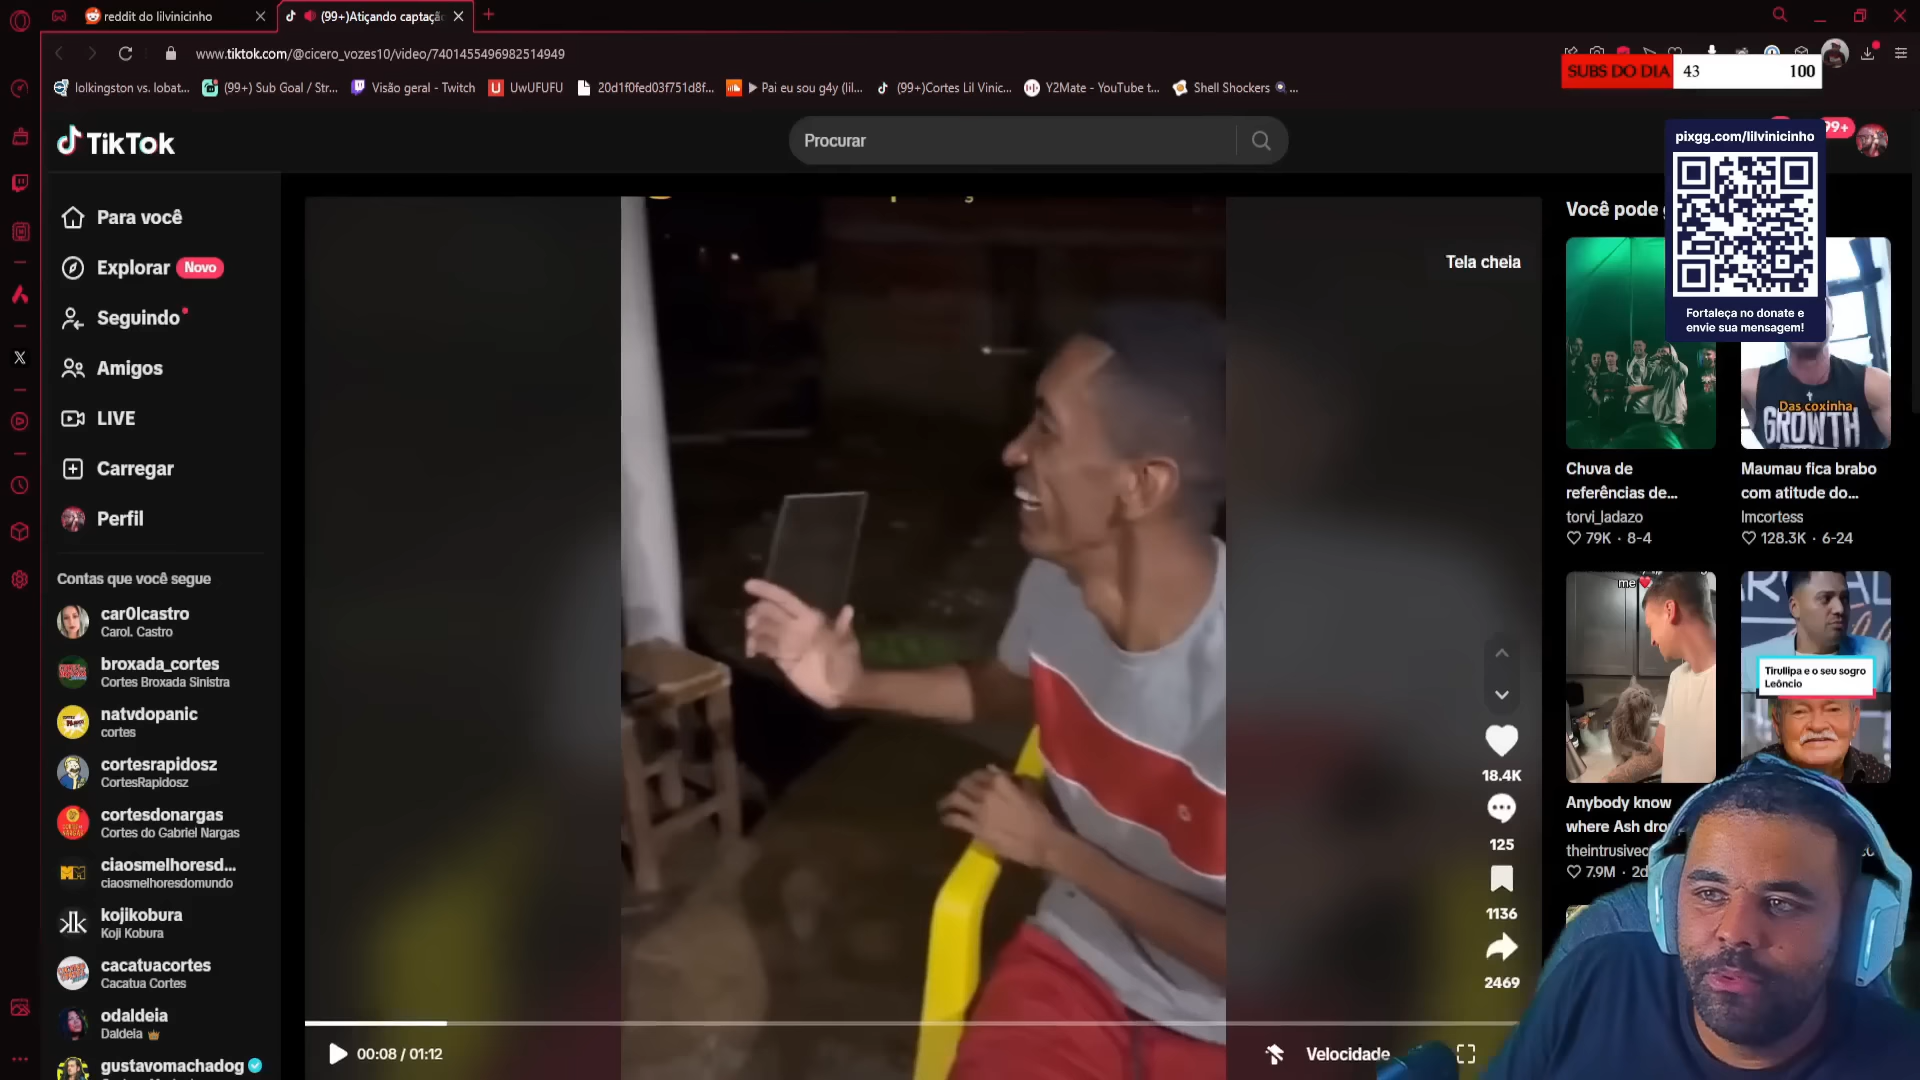 reddit do lilvinicinho
(99+)Atiçando captaçã
www.tiktok.com/@cicero_vozes10/video/7401455496982514949
lolkingston vs. lobat...
(99+) Sub Goal / Str...
Visão geral - Twitch
UwUFUFU
20d1f0fed03f751d8f...
▶ Pai eu sou g4y (lil...
(99+)Cortes Lil Vinic...
Y2Mate - YouTube t...
Shell Shockers
...
SUBS DO DIA 43 100
TikTok
Procurar
99+
pixgg.com/lilvinicinho
Fortaleça no donate e
envie sua mensagem!
Para você
Explorar Novo
Seguindo
Amigos
LIVE
Carregar
Perfil
Contas que você segue
car0lcastro
Carol. Castro
broxada_cortes
Cortes Broxada Sinistra
natvdopanic
cortes
cortesrapidosz
CortesRapidosz
cortesdonargas
Cortes do Gabriel Nargas
ciaosmelhoresd...
ciaosmelhoresdomundo
kojikobura
Koji Kobura
cacatuacortes
Cacatua Cortes
odaldeia
Daldeia
gustavomachadog
Tela cheia
18.4K
125
1136
2469
00:08 / 01:12
Velocidade
Você pode
Chuva de
referências de...
torvi_ladazo
79K · 8-4
Das coxinha
GROWTH
Maumau fica brabo
com atitude do...
lmcortess
128.3K · 6-24
me
Anybody know
where Ash dro
theintrusivec
7.9M · 2d
Tirullipa e o seu sogro
Leôncio